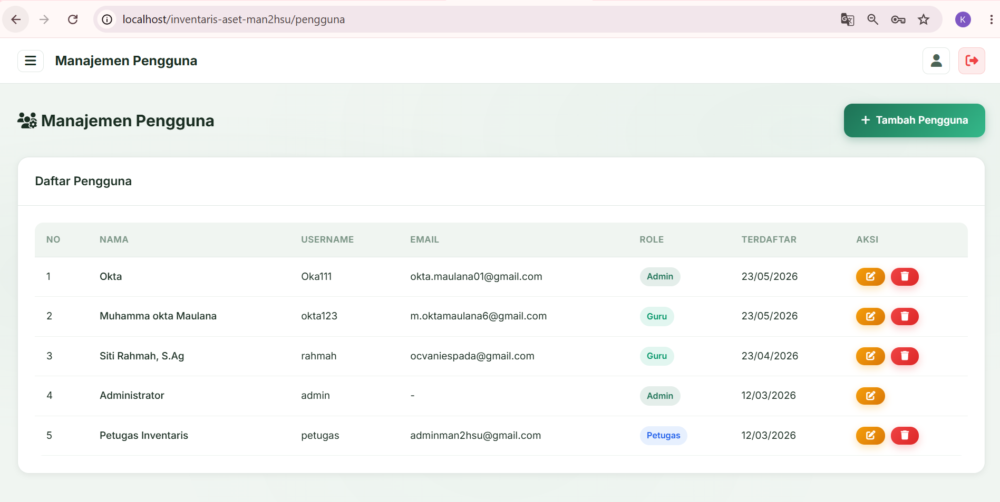 localhost/inventaris-aset-man2hsu/pengguna
K
Manajemen Pengguna
Manajemen Pengguna
+ Tambah Pengguna
Daftar Pengguna
NO NAMA USERNAME EMAIL ROLE TERDAFTAR AKSI
1 Okta Oka111 okta.maulana01@gmail.com Admin 23/05/2026
2 Muhamma okta Maulana okta123 m.oktamaulana6@gmail.com Guru 23/05/2026
3 Siti Rahmah, S.Ag rahmah ocvaniespada@gmail.com Guru 23/04/2026
4 Administrator admin - Admin 12/03/2026
5 Petugas Inventaris petugas adminman2hsu@gmail.com Petugas 12/03/2026